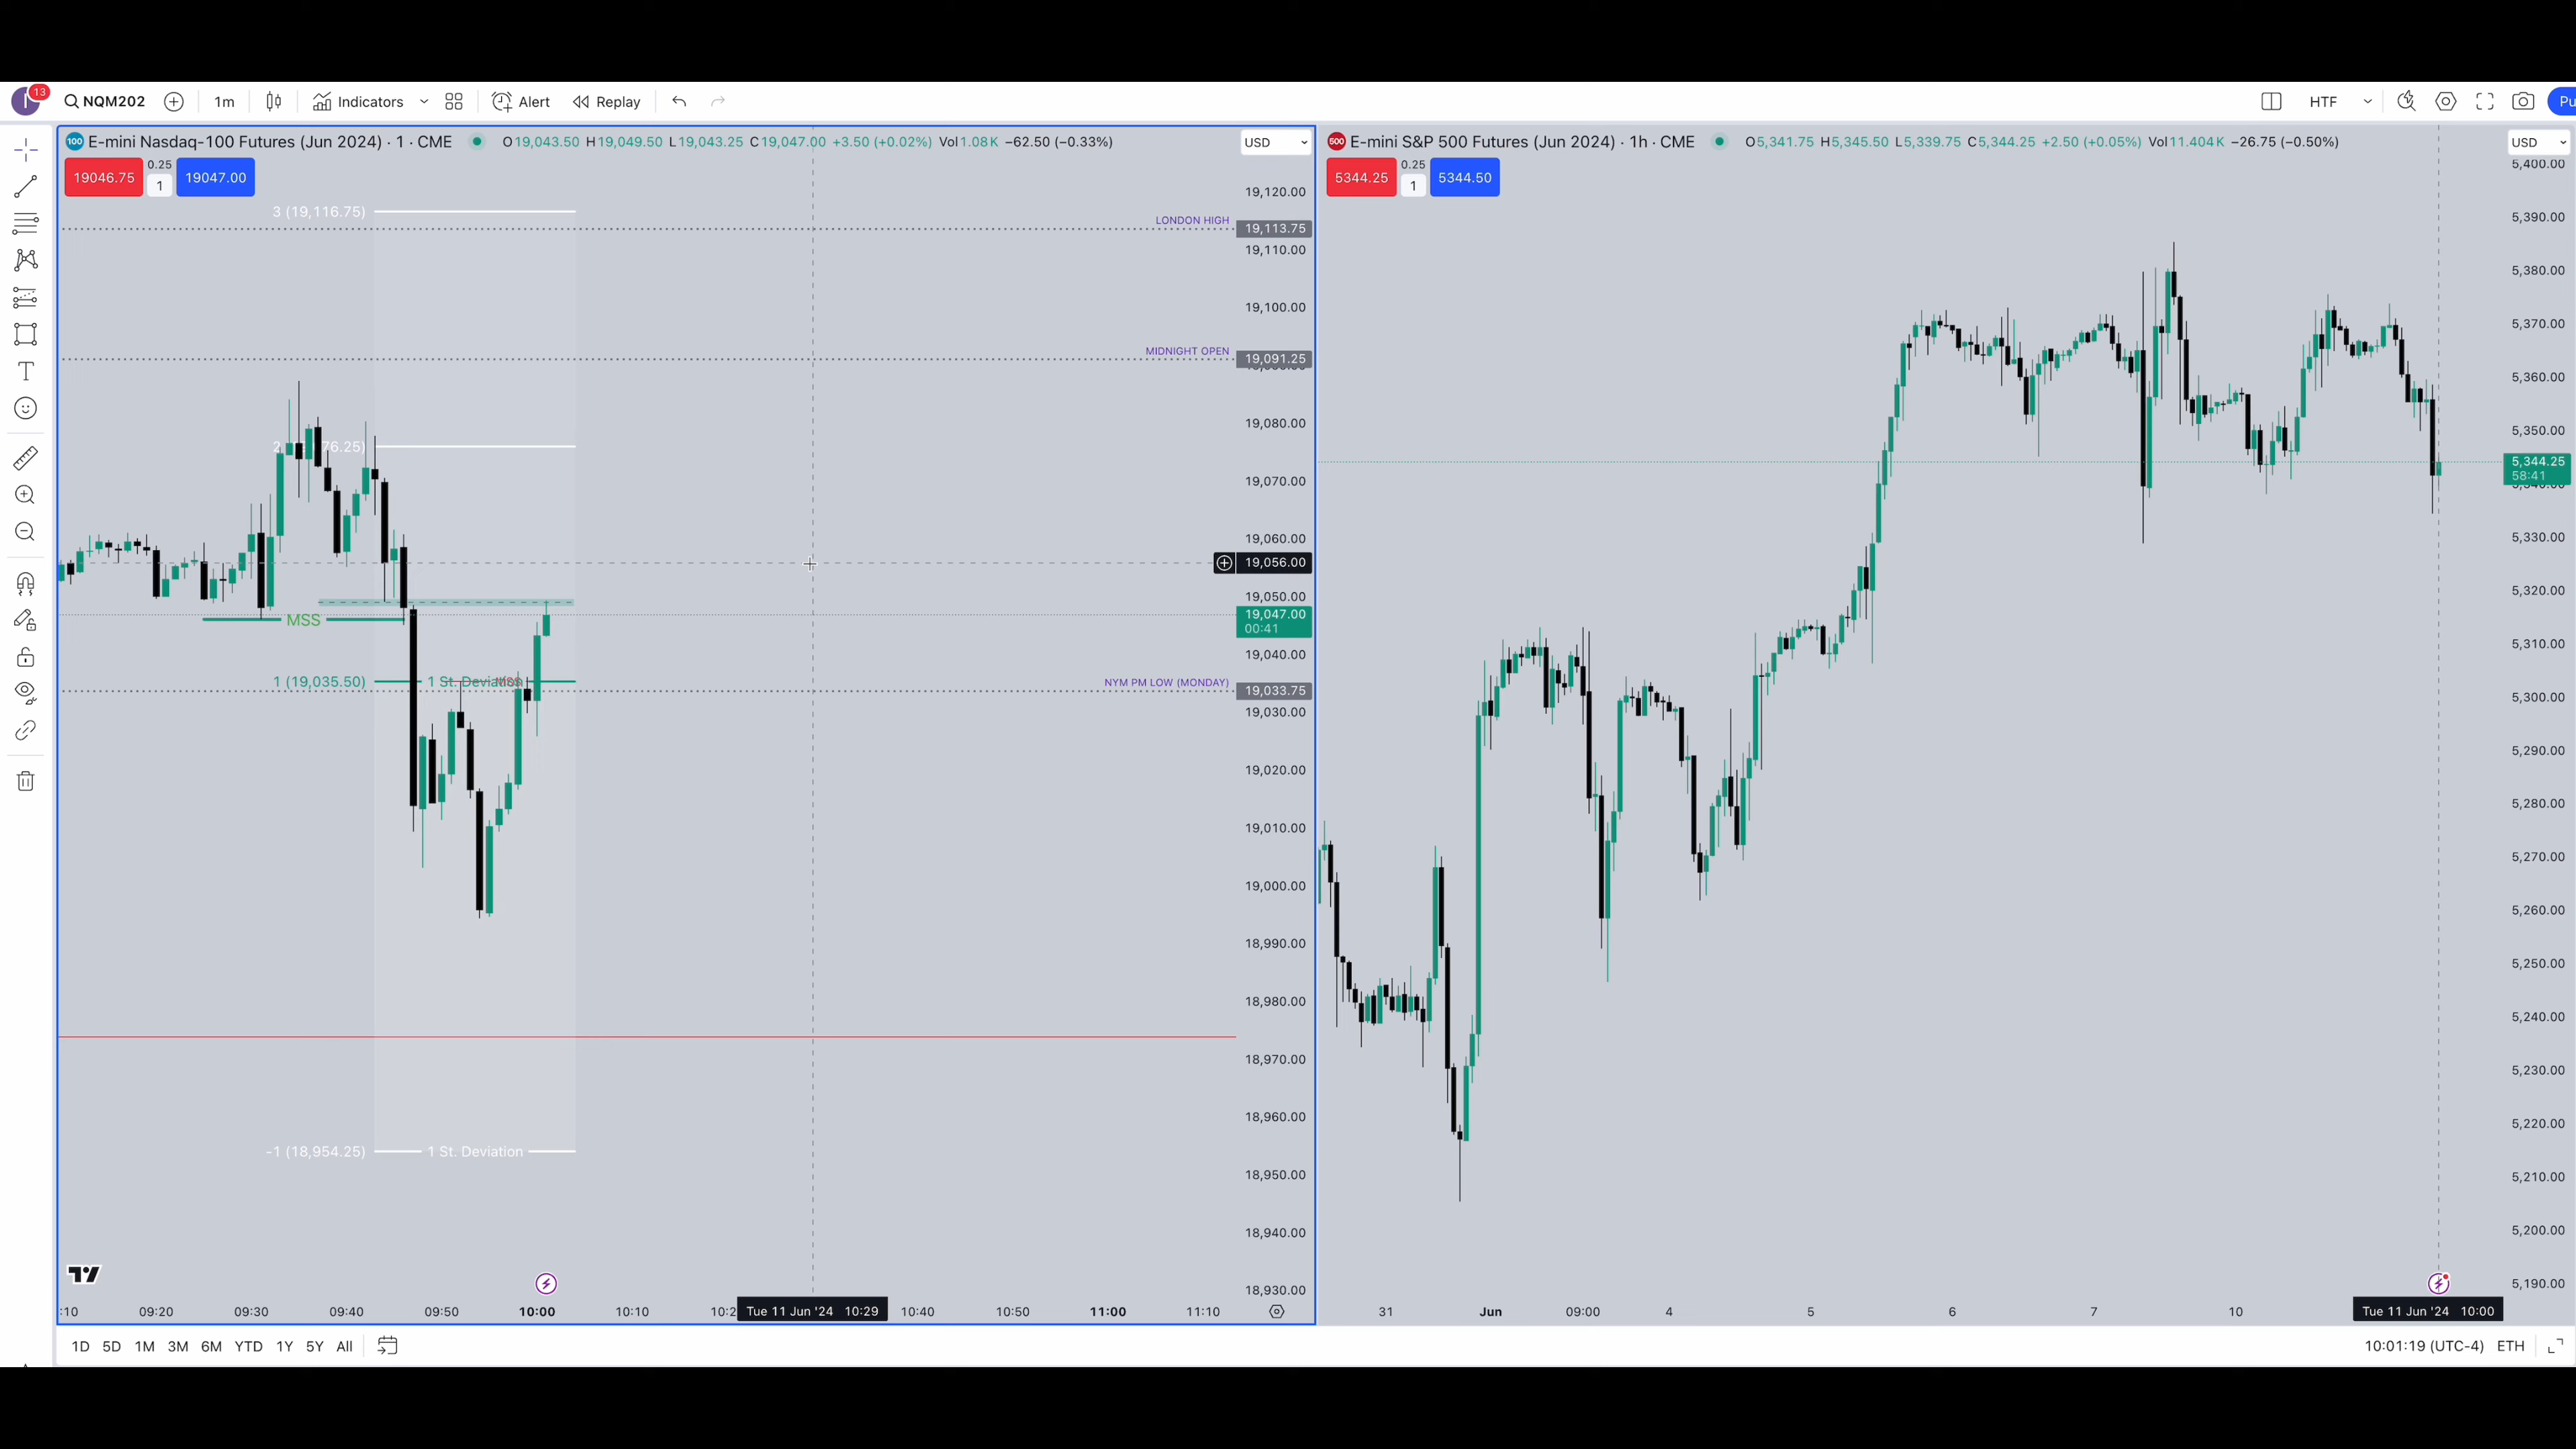 13
NQM202
1m
Indicators
Alert
Replay
HTF
Pu
E-mini Nasdaq-100 Futures (Jun 2024) · 1 · CME
O19,043.50 H19,049.50 L19,043.25 C19,047.00 +3.50 (+0.02%) Vol1.08K −62.50 (−0.33%)
USD
19046.75
0.25
1
19047.00
3 (19,116.75)
LONDON HIGH
19,113.75
MIDNIGHT OPEN
19,091.25
76.25)
19,056.00
MSS
19,047.00
00:41
1 (19,035.50)
1 St. Deviation
MSS
NYM PM LOW (MONDAY)
19,033.75
−1 (18,954.25)
1 St. Deviation
19,120.00
19,110.00
19,100.00
19,080.00
19,070.00
19,060.00
19,050.00
19,040.00
19,030.00
19,020.00
19,010.00
19,000.00
18,990.00
18,980.00
18,970.00
18,960.00
18,950.00
18,940.00
18,930.00
:10 09:20 09:30 09:40 09:50 10:00 10:10 10:2 Tue 11 Jun '24 10:29 10:40 10:50 11:00 11:10
500
E-mini S&P 500 Futures (Jun 2024) · 1h · CME
O5,341.75 H5,345.50 L5,339.75 C5,344.25 +2.50 (+0.05%) Vol11.404K −26.75 (−0.50%)
USD
5344.25
0.25
1
5344.50
5,400.00
5,390.00
5,380.00
5,370.00
5,360.00
5,350.00
5,344.25
58:41
5,330.00
5,320.00
5,310.00
5,300.00
5,290.00
5,280.00
5,270.00
5,260.00
5,250.00
5,240.00
5,230.00
5,220.00
5,210.00
5,200.00
5,190.00
31 Jun 09:00 4 5 6 7 10 Tue 11 Jun '24 10:00
1D 5D 1M 3M 6M YTD 1Y 5Y All
10:01:19 (UTC-4) ETH